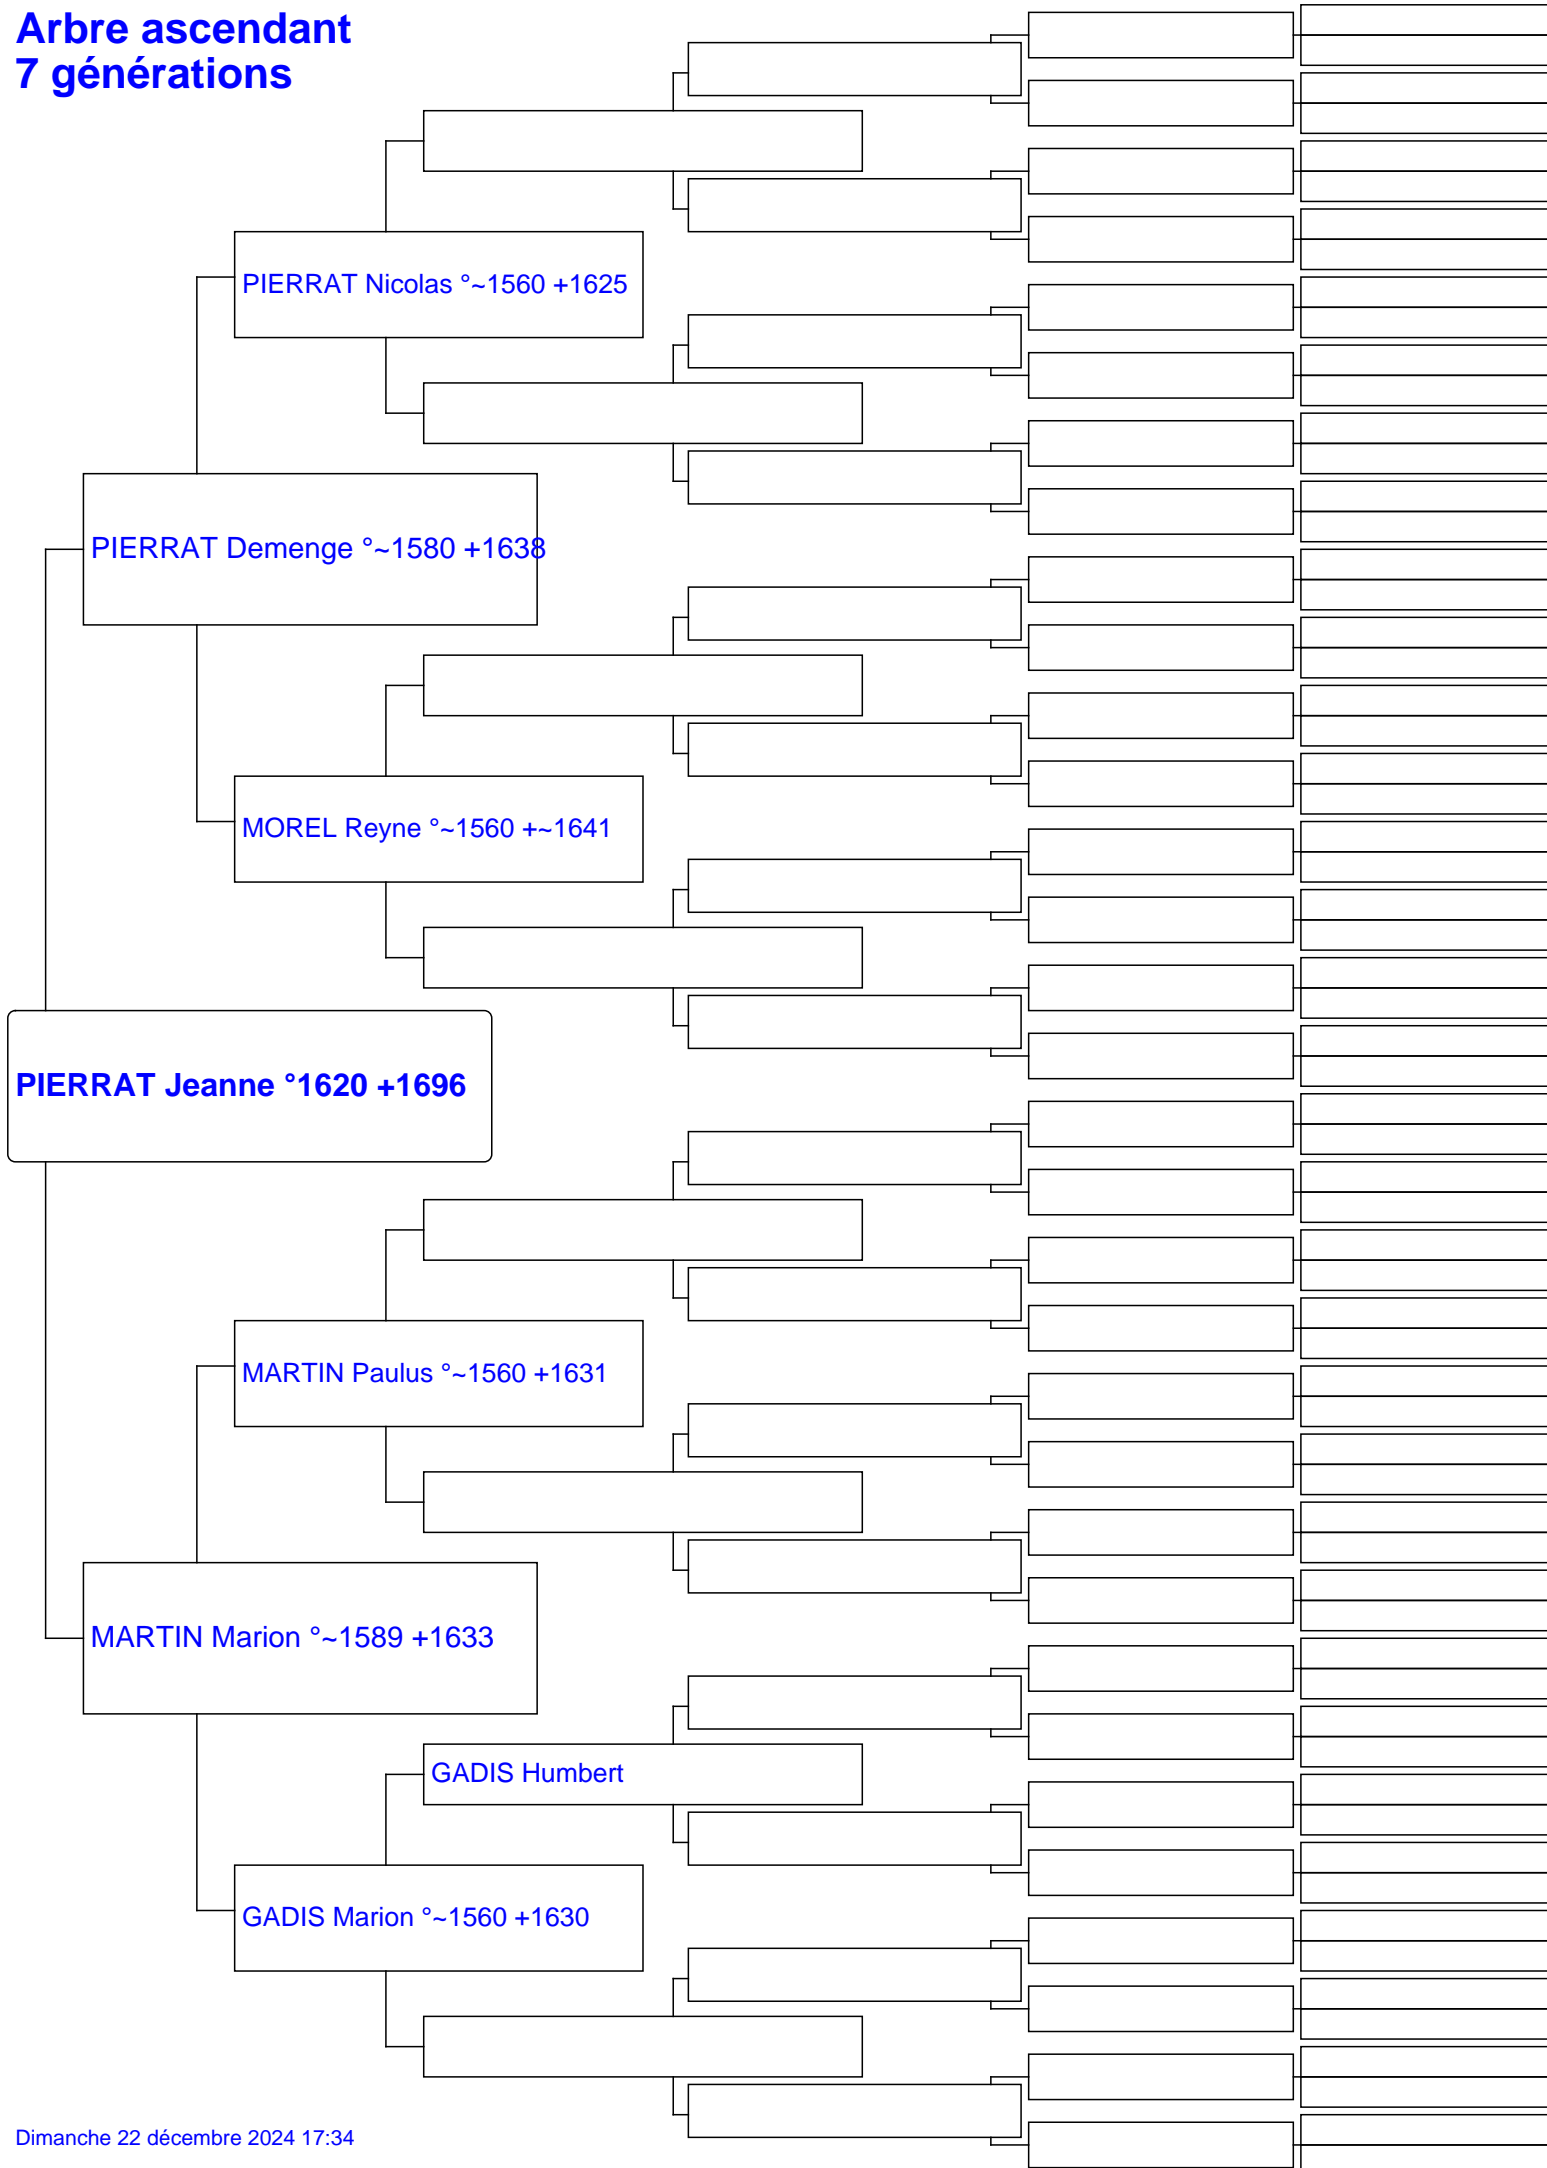 Arbre ascendant
7 générations
PIERRAT Nicolas °~1560 +1625
PIERRAT Demenge °~1580 +1638
MOREL Reyne °~1560 +~1641
PIERRAT Jeanne °1620 +1696
MARTIN Paulus °~1560 +1631
MARTIN Marion °~1589 +1633
GADIS Humbert
GADIS Marion °~1560 +1630
Dimanche 22 décembre 2024 17:34